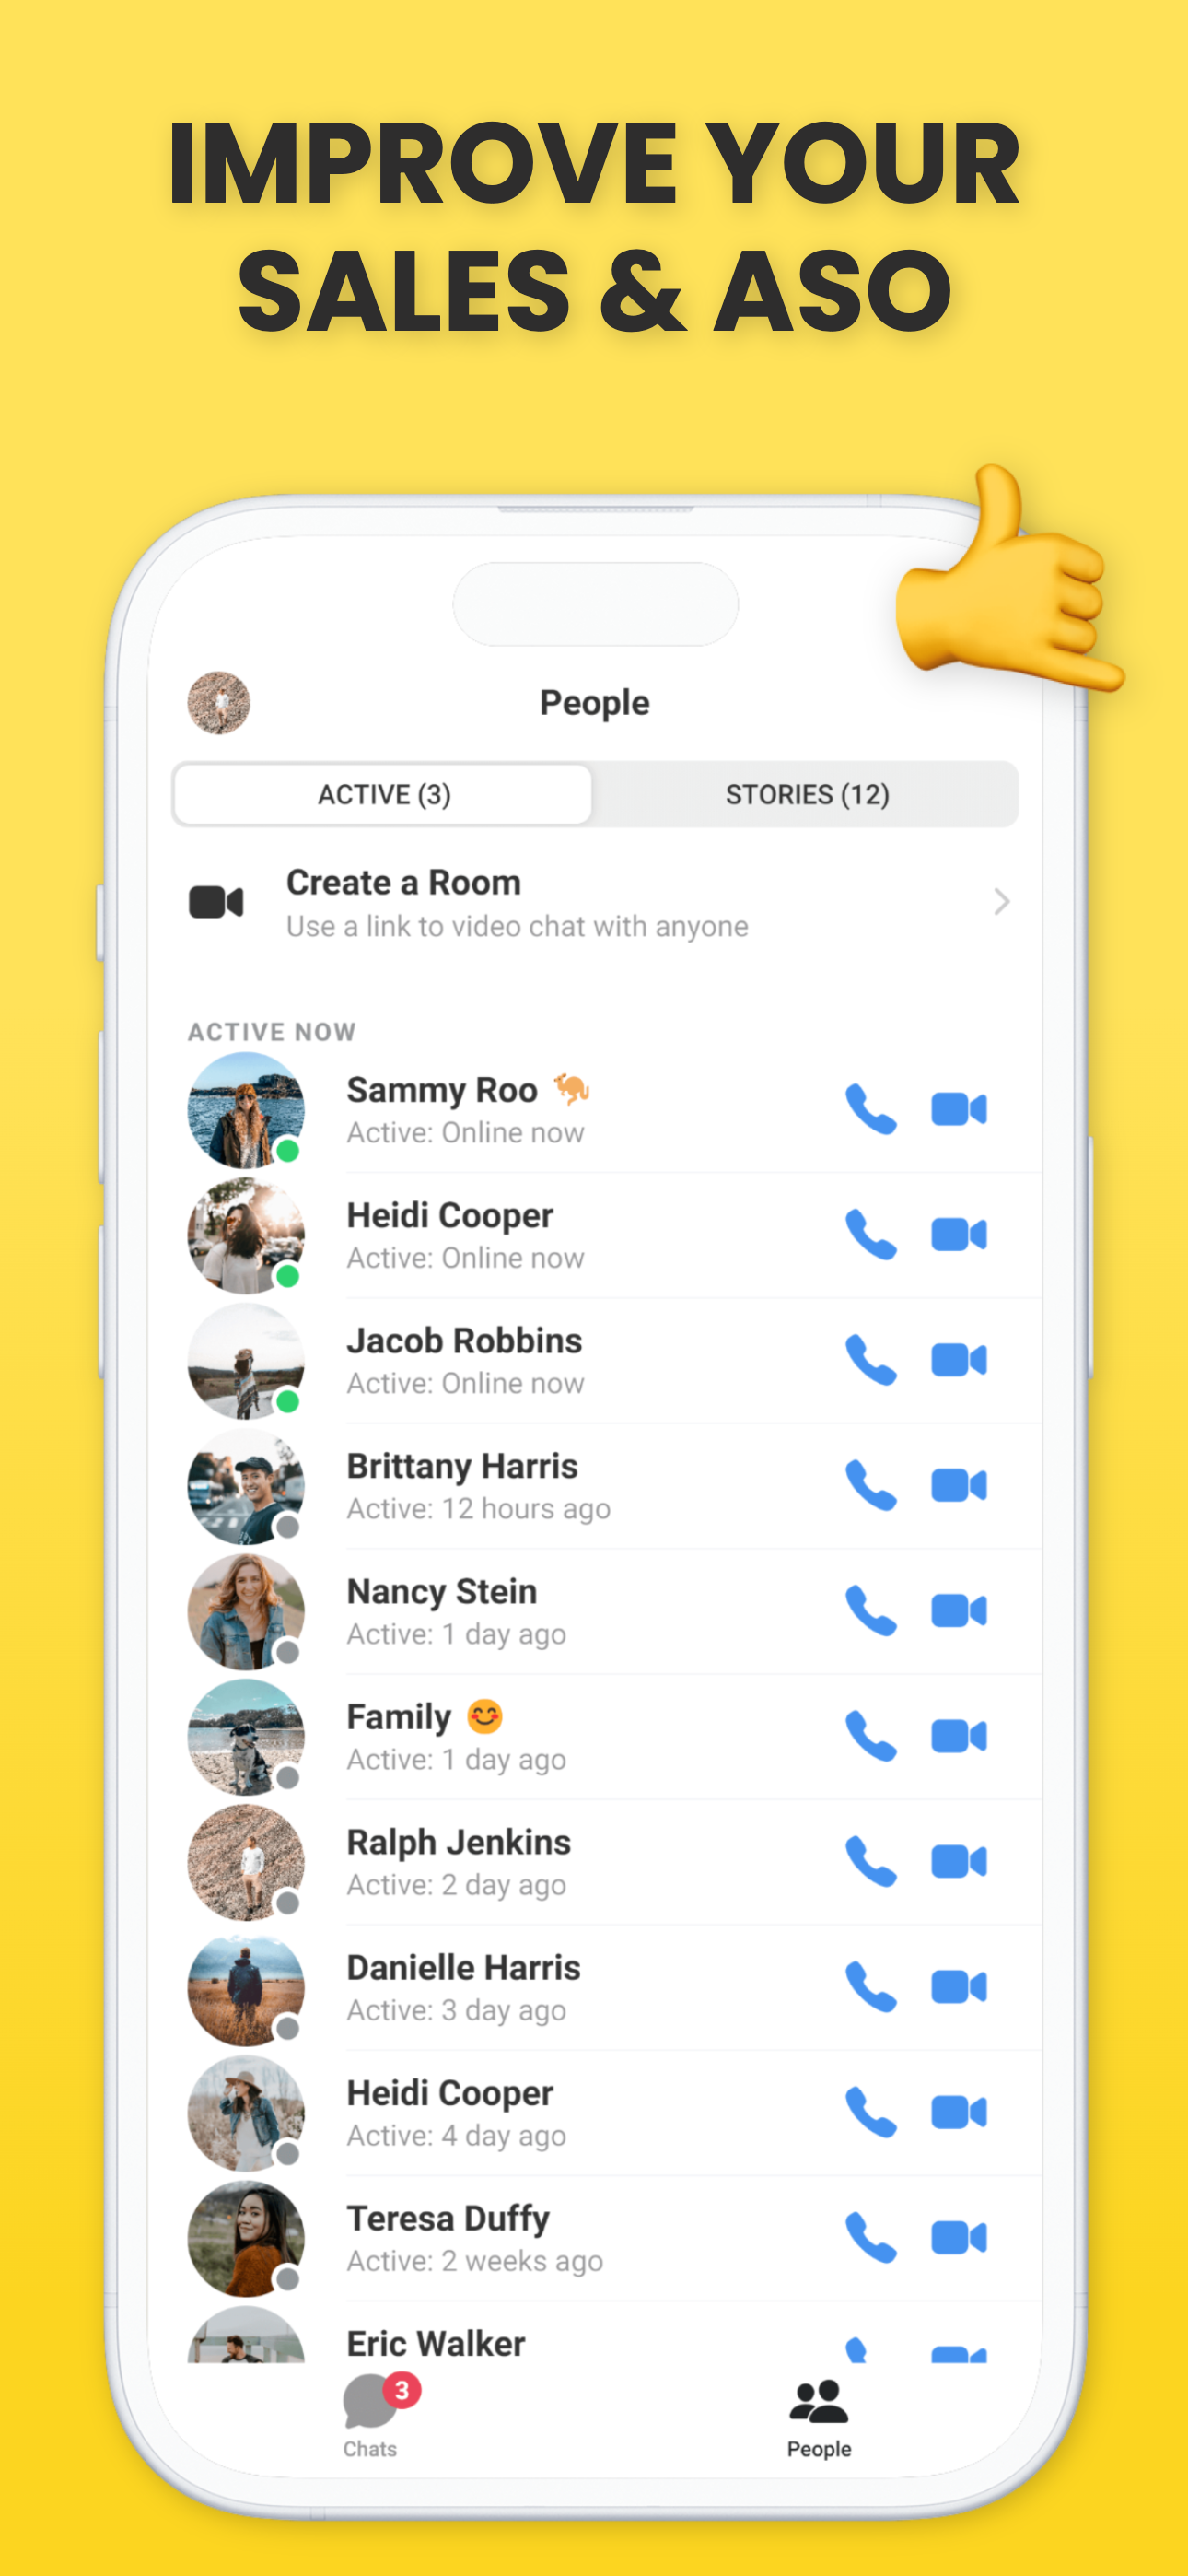 IMPROVE YOUR
SALES & ASO
People
ACTIVE (3)
STORIES (12)
Create a Room
Use a link to video chat with anyone
ACTIVE NOW
Sammy Roo 🦘
Active: Online now
Heidi Cooper
Active: Online now
Jacob Robbins
Active: Online now
Brittany Harris
Active: 12 hours ago
Nancy Stein
Active: 1 day ago
Family 😊
Active: 1 day ago
Ralph Jenkins
Active: 2 day ago
Danielle Harris
Active: 3 day ago
Heidi Cooper
Active: 4 day ago
Teresa Duffy
Active: 2 weeks ago
Eric Walker
3
Chats
People